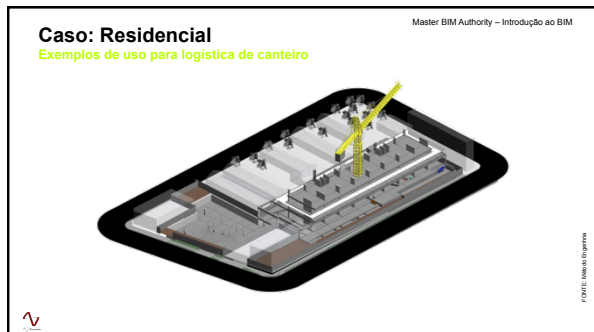 Master BIM Authority – Introdução ao BIM
Caso: Residencial
Exemplos de uso para logística de canteiro
FONTE: Método Engenharia